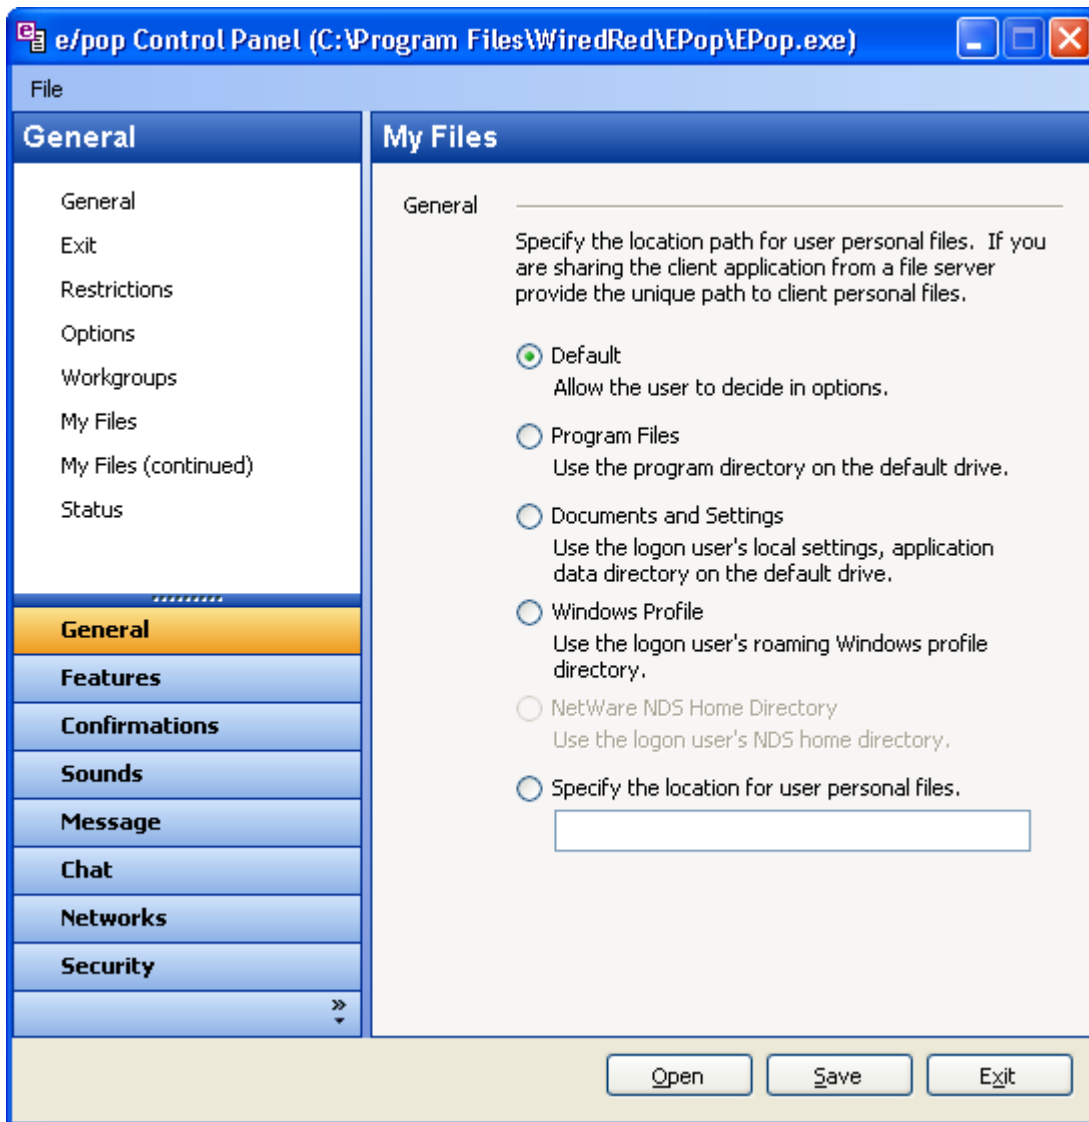 e/pop Control Panel (C:\Program Files\WiredRed\EPop\EPop.exe)
File
General
General
Exit
Restrictions
Options
Workgroups
My Files
My Files (continued)
Status
General
Features
Confirmations
Sounds
Message
Chat
Networks
Security
My Files
General
Specify the location path for user personal files.  If you
are sharing the client application from a file server
provide the unique path to client personal files.
Default
Allow the user to decide in options.
Program Files
Use the program directory on the default drive.
Documents and Settings
Use the logon user's local settings, application
data directory on the default drive.
Windows Profile
Use the logon user's roaming Windows profile
directory.
NetWare NDS Home Directory
Use the logon user's NDS home directory.
Specify the location for user personal files.
Open
Save
Exit